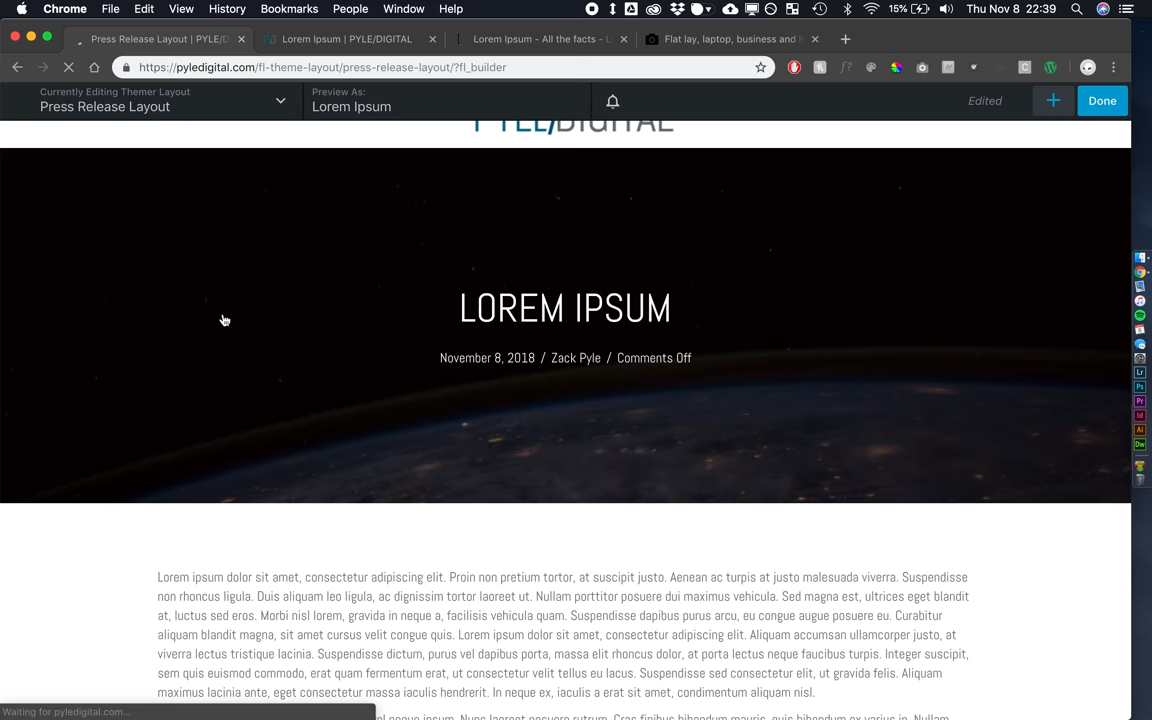 Chrome File Edit View History Bookmarks People Window Help 15% Thu Nov 8 22:39
Press Release Layout | PYLE/D Lorem Ipsum | PYLE/DIGITAL Lorem Ipsum - All the facts - L Flat lay, laptop, business and h
https://pyledigital.com/fl-theme-layout/press-release-layout/?fl_builder
Currently Editing Themer Layout
Press Release Layout
Preview As:
Lorem Ipsum
Edited
+ Done
PYLE/DIGITAL
LOREM IPSUM
November 8, 2018 / Zack Pyle / Comments Off
Lorem ipsum dolor sit amet, consectetur adipiscing elit. Proin non pretium tortor, at suscipit justo. Aenean ac turpis at justo malesuada viverra. Suspendisse
non rhoncus ligula. Duis aliquam leo ligula, ac dignissim tortor laoreet ut. Nullam porttitor posuere dui maximus vehicula. Sed magna est, ultrices eget blandit
at, luctus sed eros. Morbi nisl lorem, gravida in neque a, facilisis vehicula quam. Suspendisse dapibus purus arcu, eu congue augue posuere eu. Curabitur
aliquam blandit magna, sit amet cursus velit congue quis. Lorem ipsum dolor sit amet, consectetur adipiscing elit. Aliquam accumsan ullamcorper justo, at
viverra lectus tristique lacinia. Suspendisse dictum, purus vel dapibus porta, massa elit rhoncus dolor, at porta lectus neque faucibus turpis. Integer suscipit,
sem quis euismod commodo, erat quam fermentum erat, ut consectetur velit tellus eu lacus. Suspendisse sed consectetur elit, ut gravida felis. Aliquam
maximus lacinia ante, eget consectetur massa iaculis hendrerit. In neque ex, iaculis a erat sit amet, condimentum aliquam nisl.
Waiting for pyledigital.com...
Lr
Ps
Pr
Id
Ai
Dw